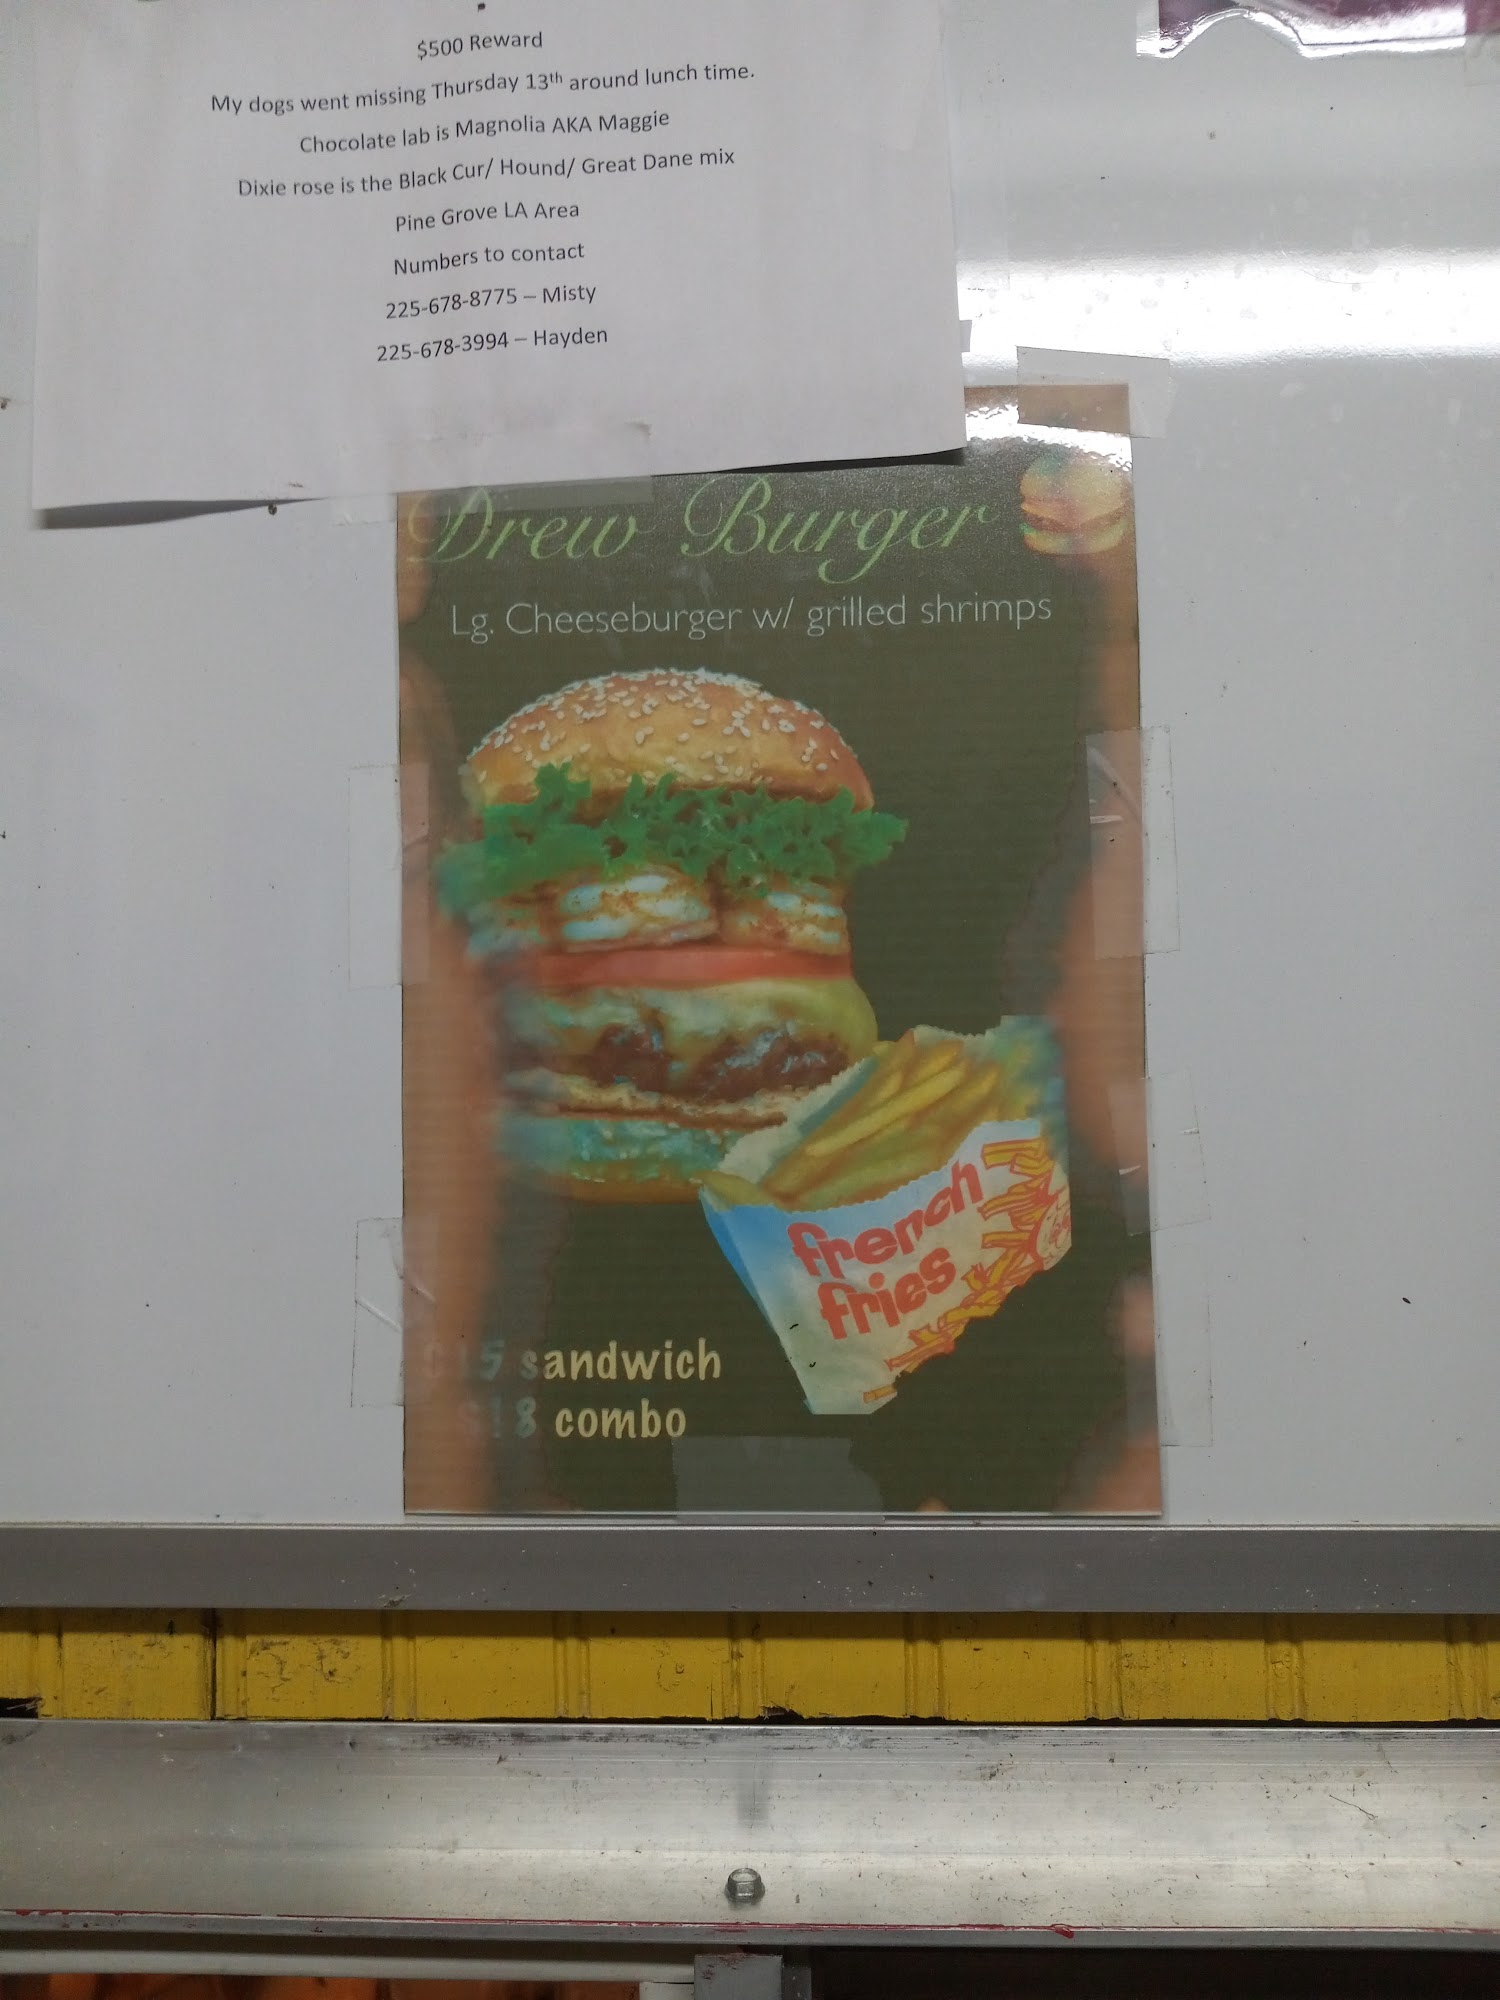 $500 Reward
My dogs went missing Thursday 13th around lunch time.
Chocolate lab is Magnolia AKA Maggie
Dixie rose is the Black Cur/ Hound/ Great Dane mix
Pine Grove LA Area
Numbers to contact
225-678-8775 – Misty
225-678-3994 – Hayden
Drew Burger
Lg. Cheeseburger w/ grilled shrimps
french
fries
$15 sandwich
$18 combo